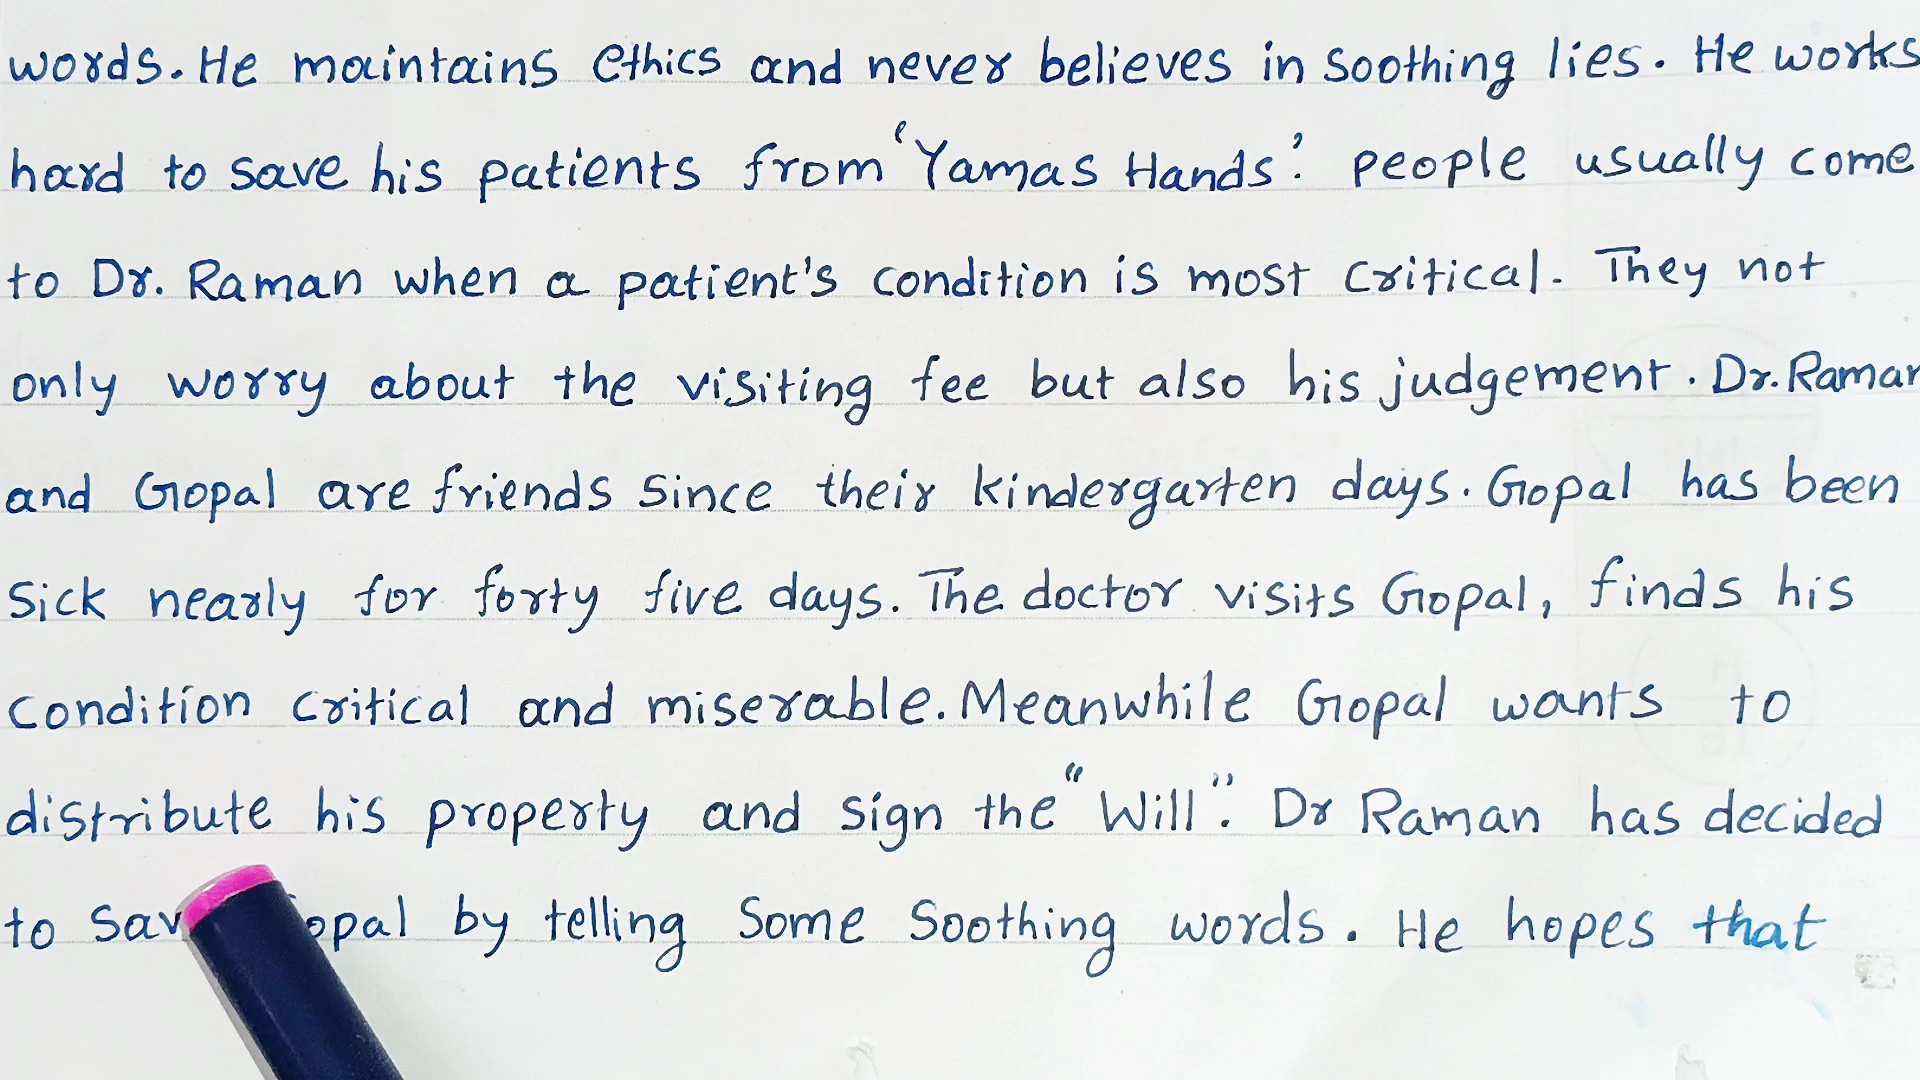 words. He maintains ethics and never believes in Soothing lies. He works
hard to save his patients from 'Yamas Hands'. people usually come
to Dr. Raman when a patient's condition is most critical. They not
only worry about the visiting fee but also his judgement. Dr. Raman
and Gopal are friends since their kindergarten days. Gopal has been
Sick nearly for forty five days. The doctor visits Gopal, finds his
condition critical and miserable. Meanwhile Gopal wants to
distribute his property and sign the "Will". Dr Raman has decided
to by telling Some Soothing words. He hopes that